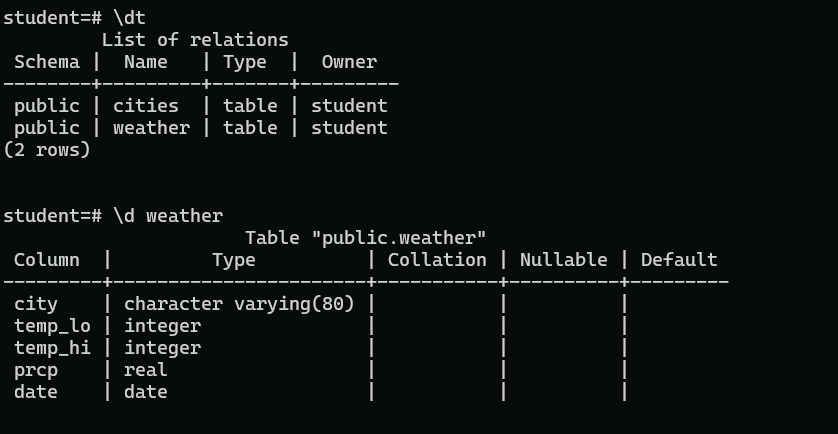 student=# \dt
         List of relations
 Schema |  Name   | Type  |  Owner
--------+---------+-------+---------
 public | cities  | table | student
 public | weather | table | student
(2 rows)
student=# \d weather
                      Table "public.weather"
 Column  |         Type          | Collation | Nullable | Default
---------+-----------------------+-----------+----------+---------
 city    | character varying(80) |           |          |
 temp_lo | integer               |           |          |
 temp_hi | integer               |           |          |
 prcp    | real                  |           |          |
 date    | date                  |           |          |